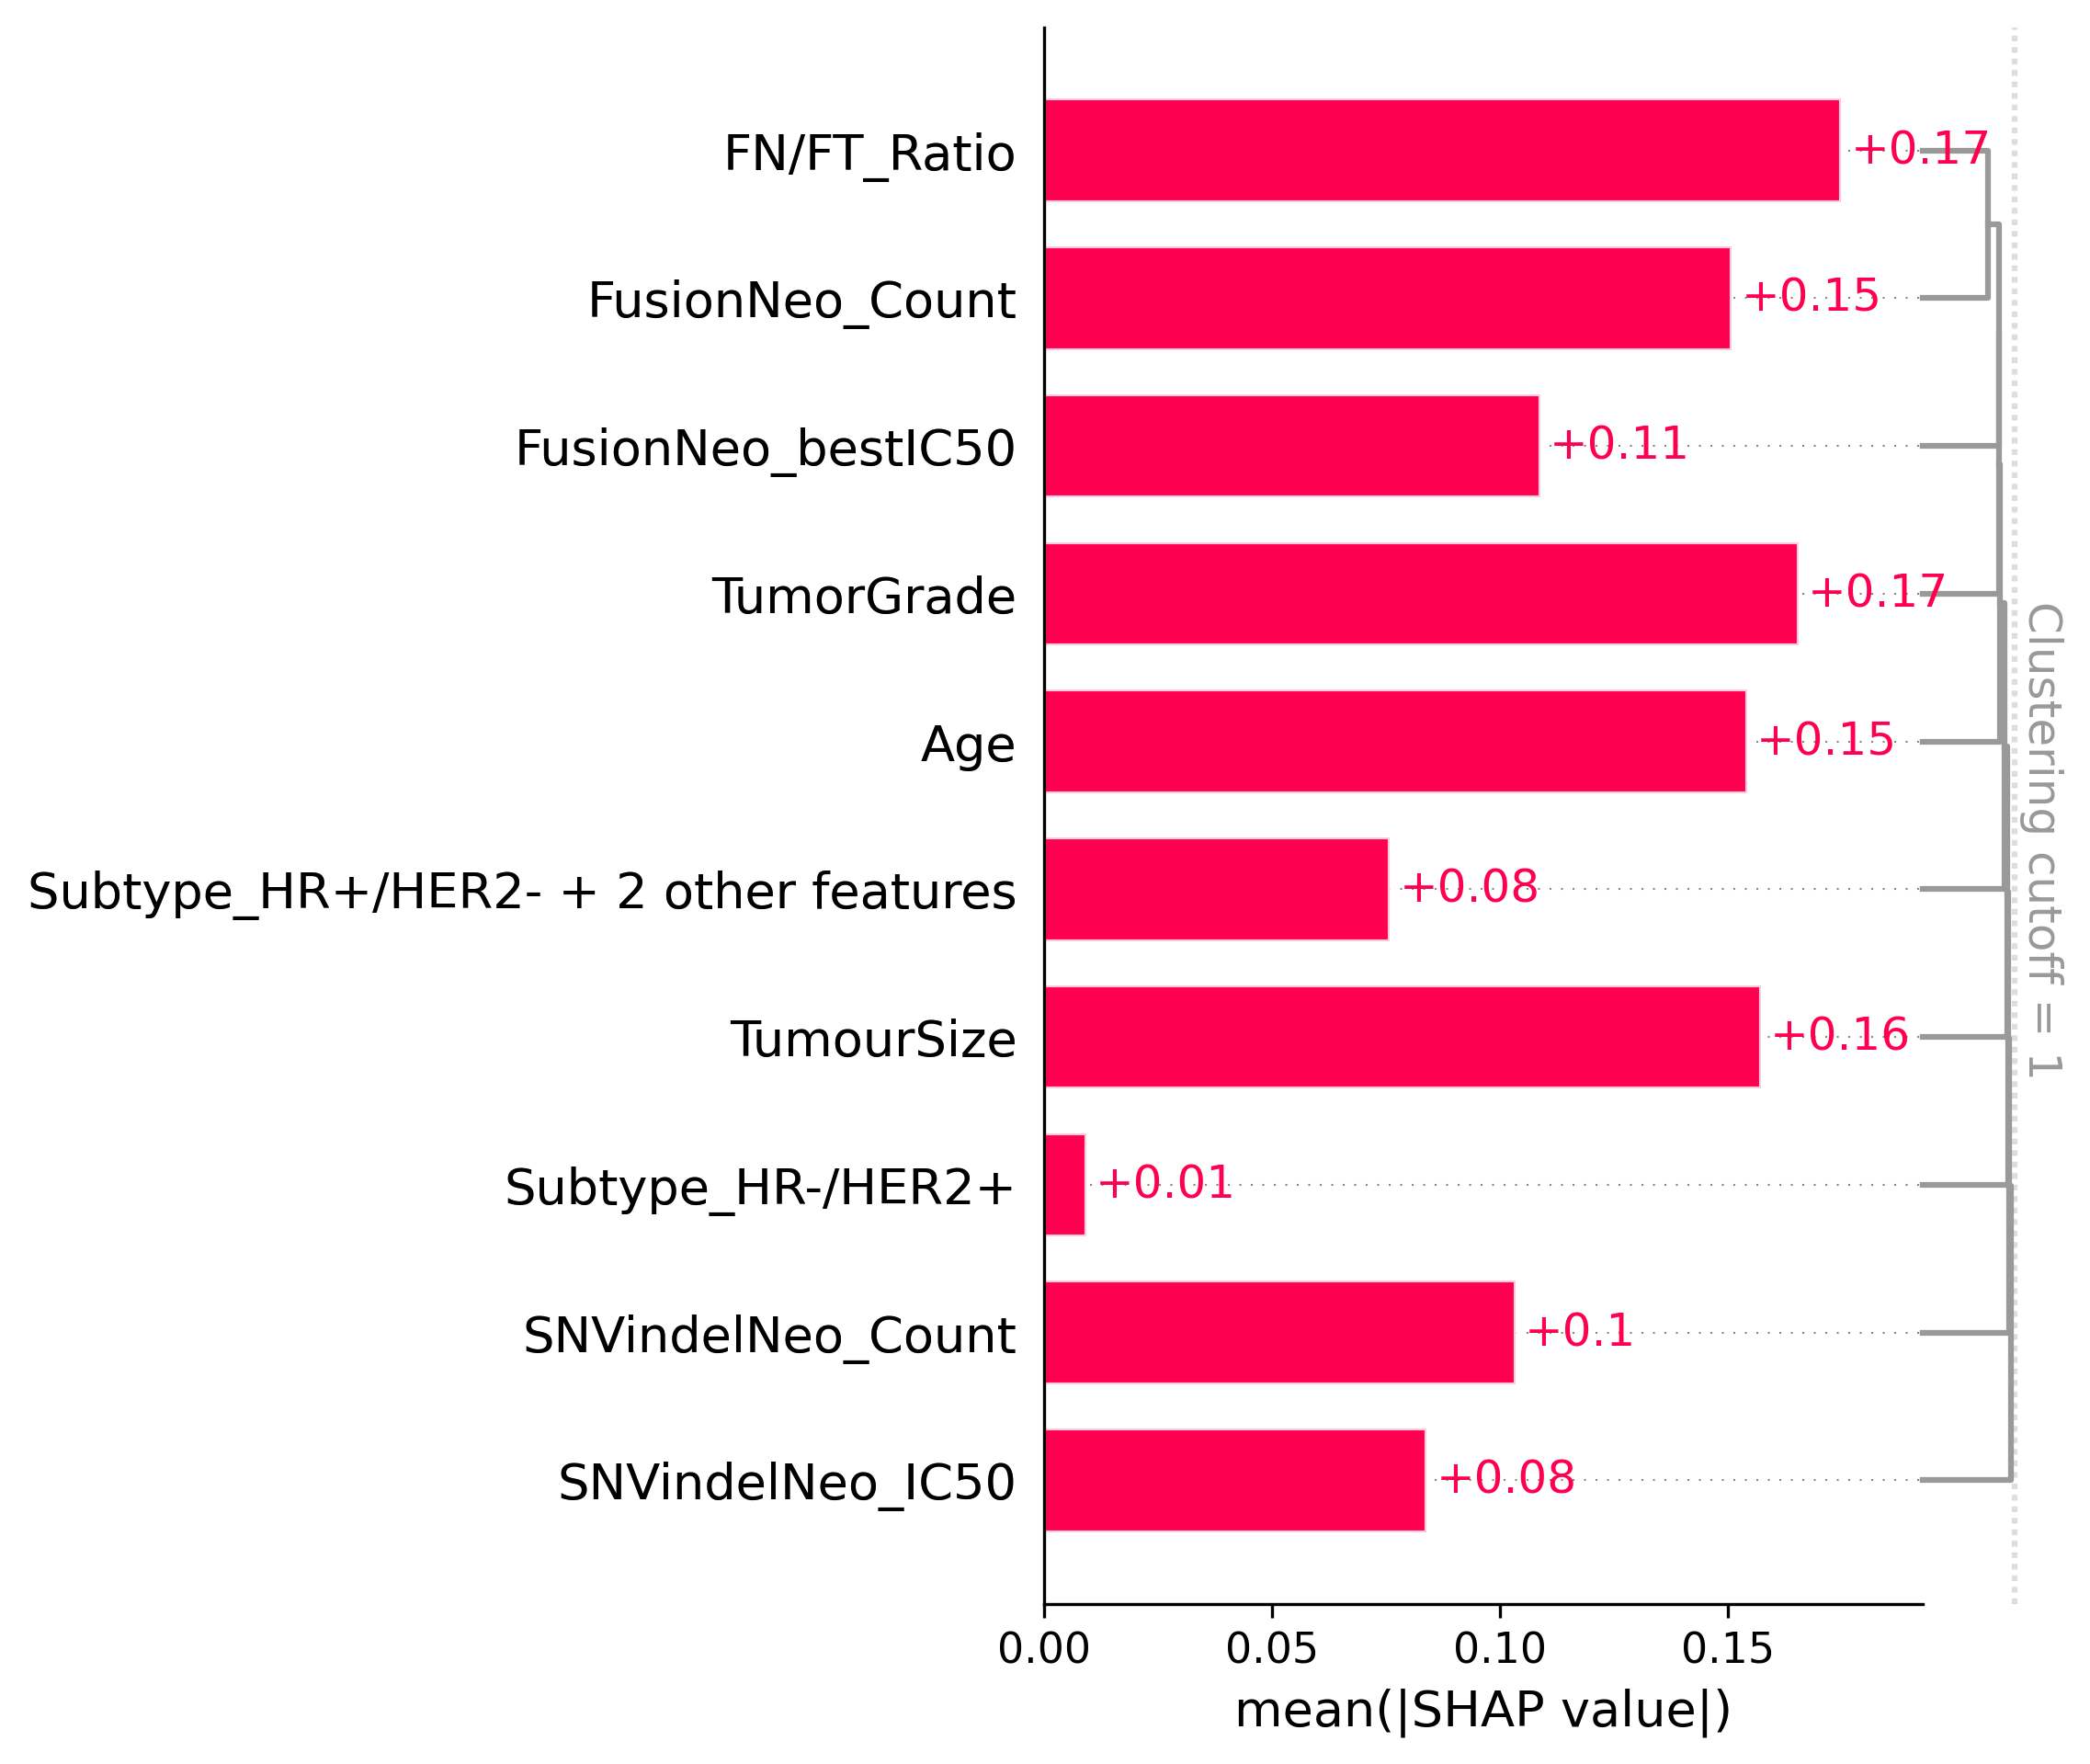 FN/FT_Ratio +0.17
FusionNeo_Count +0.15
FusionNeo_bestIC50 +0.11
TumorGrade +0.17
Age +0.15
Subtype_HR+/HER2- + 2 other features +0.08
TumourSize +0.16
Subtype_HR-/HER2+ +0.01
SNVindelNeo_Count +0.1
SNVindelNeo_IC50 +0.08
Clustering cutoff = 1
0.00 0.05 0.10 0.15
mean(|SHAP value|)